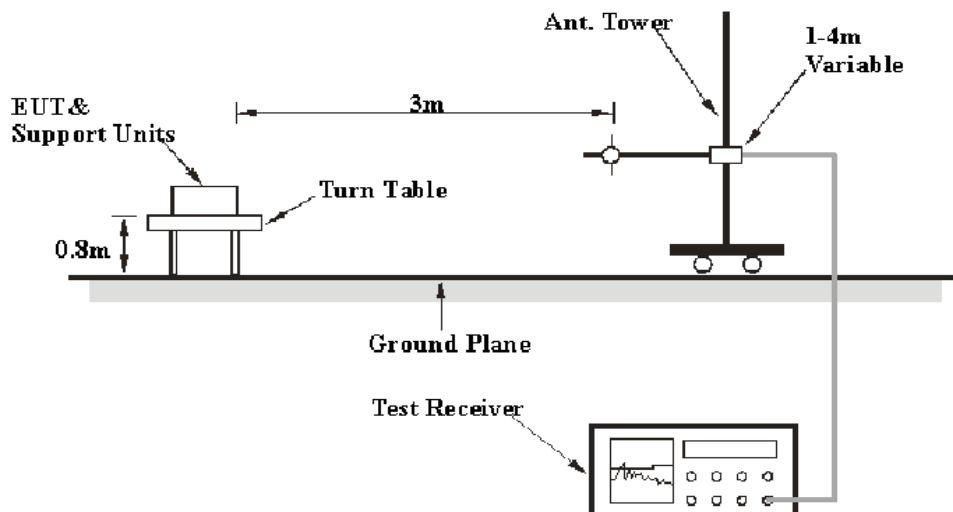 Ant. Tower
1-4m
Variable
3m
EUT&
Support Units
Turn Table
0.8m
Ground Plane
Test Receiver